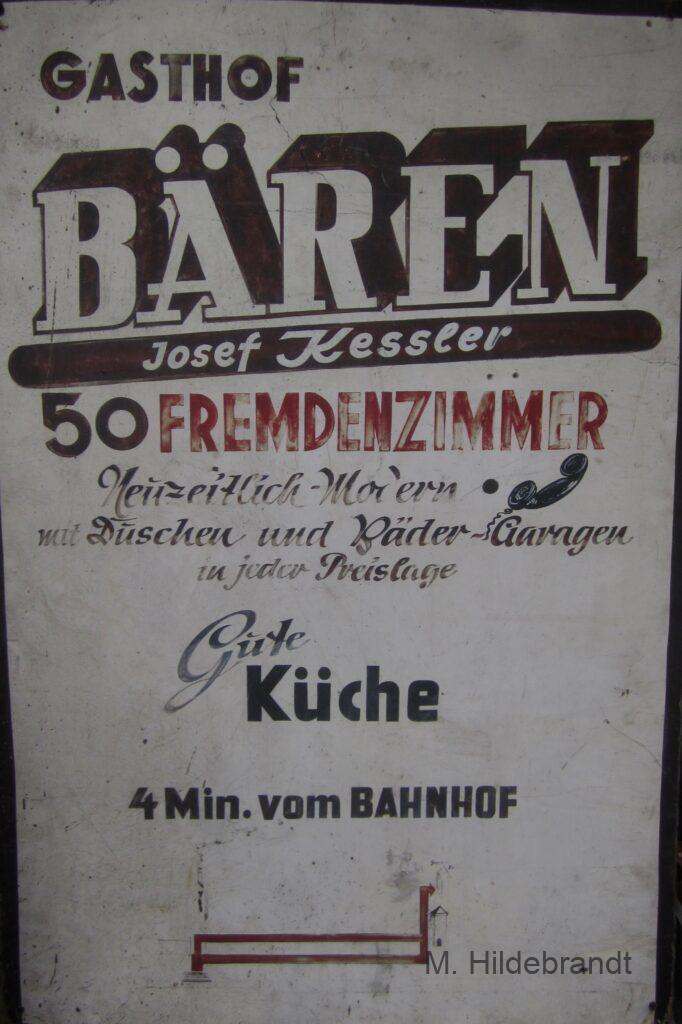 GASTHOF
BÄREN
Josef Kessler
50 FREMDENZIMMER
Neuzeitlich-Modern •
mit Duschen und Bäder-Garagen
in jeder Preislage
Gute
Küche
4 Min. vom BAHNHOF
M. Hildebrandt